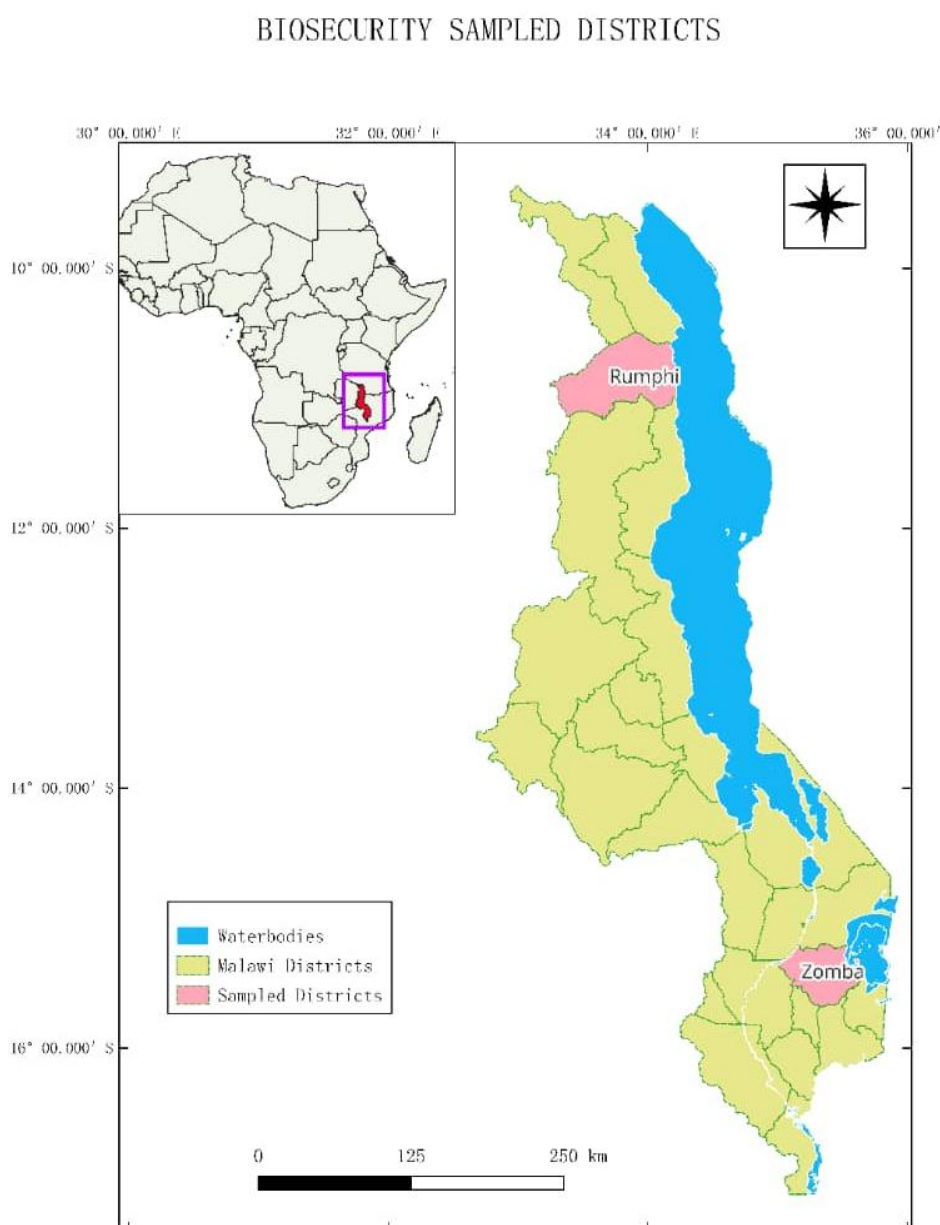 BIOSECURITY SAMPLED DISTRICTS
30° 00.000′ E 32° 00.000′ E 34° 00.000′ E 36° 00.000′
10° 00.000′ S
Rumphi
12° 00.000′ S
14° 00.000′ S
Waterbodies
Malawi Districts
Sampled Districts
Zomba
16° 00.000′ S
0 125 250 km